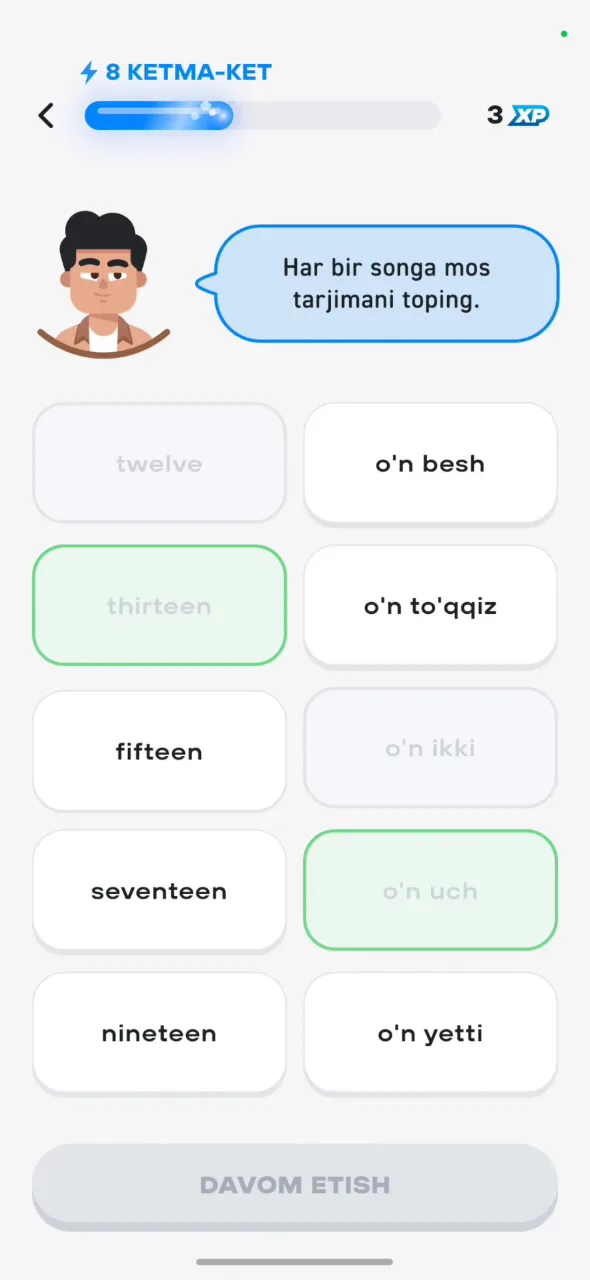 8 KETMA-KET
3 XP
Har bir songa mos
tarjimani toping.
twelve
o'n besh
thirteen
o'n to'qqiz
fifteen
o'n ikki
seventeen
o'n uch
nineteen
o'n yetti
DAVOM ETISH